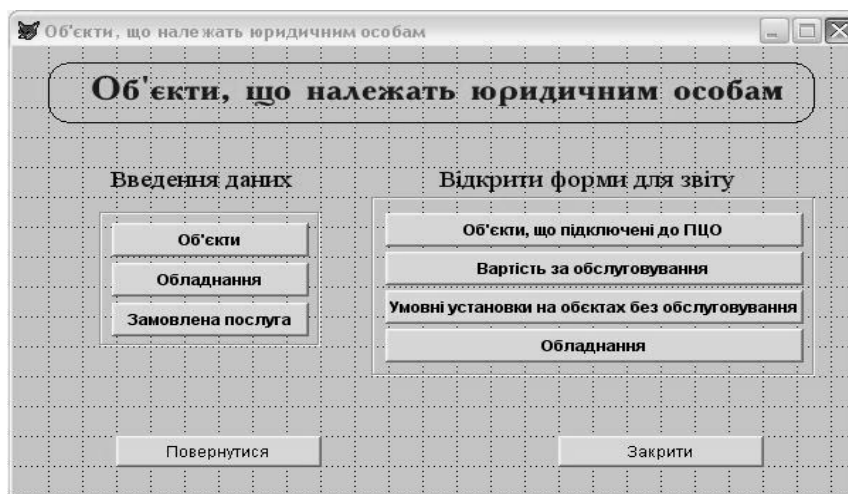 Об'єкти, що належать юридичним особам
Об'єкти, що належать юридичним особам
Введення даних
Відкрити форми для звіту
Об'єкти
Обладнання
Замовлена послуга
Об'єкти, що підключені до ПЦО
Вартість за обслуговування
Умовні установки на обєктах без обслуговування
Обладнання
Повернутися
Закрити